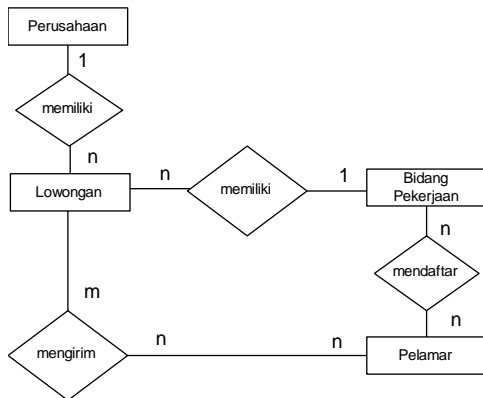 Perusahaan
1
memiliki
n
Lowongan
n
memiliki
1
Bidang
Pekerjaan
n
mendaftar
m
n
mengirim
n
n
Pelamar